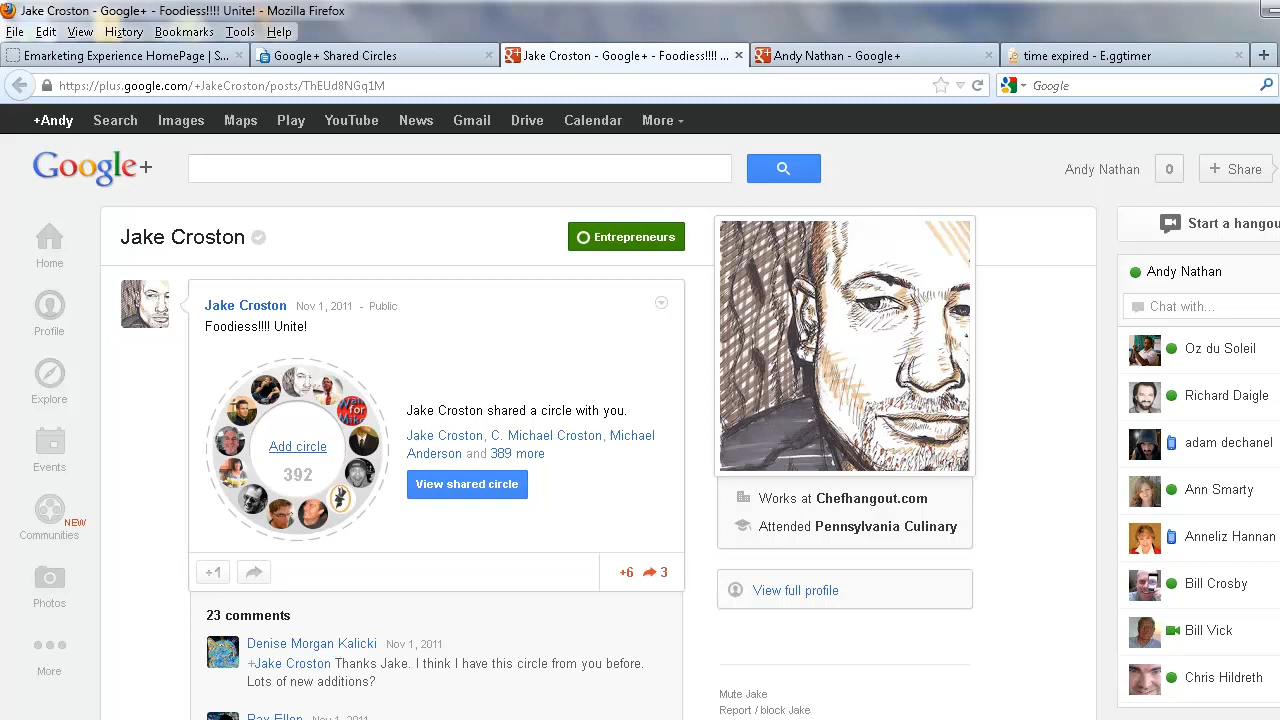 Jake Croston - Google+ - Foodiess!!!! Unite! - Mozilla Firefox
File Edit View History Bookmarks Tools Help
Emarketing Experience HomePage | S... × Google+ Shared Circles × Jake Croston - Google+ - Foodiess!!!! ... × Andy Nathan - Google+ × time expired - E.ggtimer ×
https://plus.google.com/+JakeCroston/posts/TbEUd8NGq1M Google
+Andy Search Images Maps Play YouTube News Gmail Drive Calendar More
Google+ Andy Nathan 0 + Share
Home
Profile
Explore
Events
NEW
Communities
Photos
More
Jake Croston Entrepreneurs
Jake Croston Nov 1, 2011 - Public
Foodiess!!!! Unite!
Wait
for
Mike
Add circle
392
Jake Croston shared a circle with you.
Jake Croston, C. Michael Croston, Michael
Anderson and 389 more
View shared circle
+1 +6 3
23 comments
Denise Morgan Kalicki Nov 1, 2011
+Jake Croston Thanks Jake. I think I have this circle from you before.
Lots of new additions?
Nov 1, 2011
Works at Chefhangout.com
Attended Pennsylvania Culinary
View full profile
Mute Jake
Report / block Jake
Start a hangou
Andy Nathan
Chat with...
Oz du Soleil
Richard Daigle
adam dechanel
Ann Smarty
Anneliz Hannan
Bill Crosby
Bill Vick
Chris Hildreth